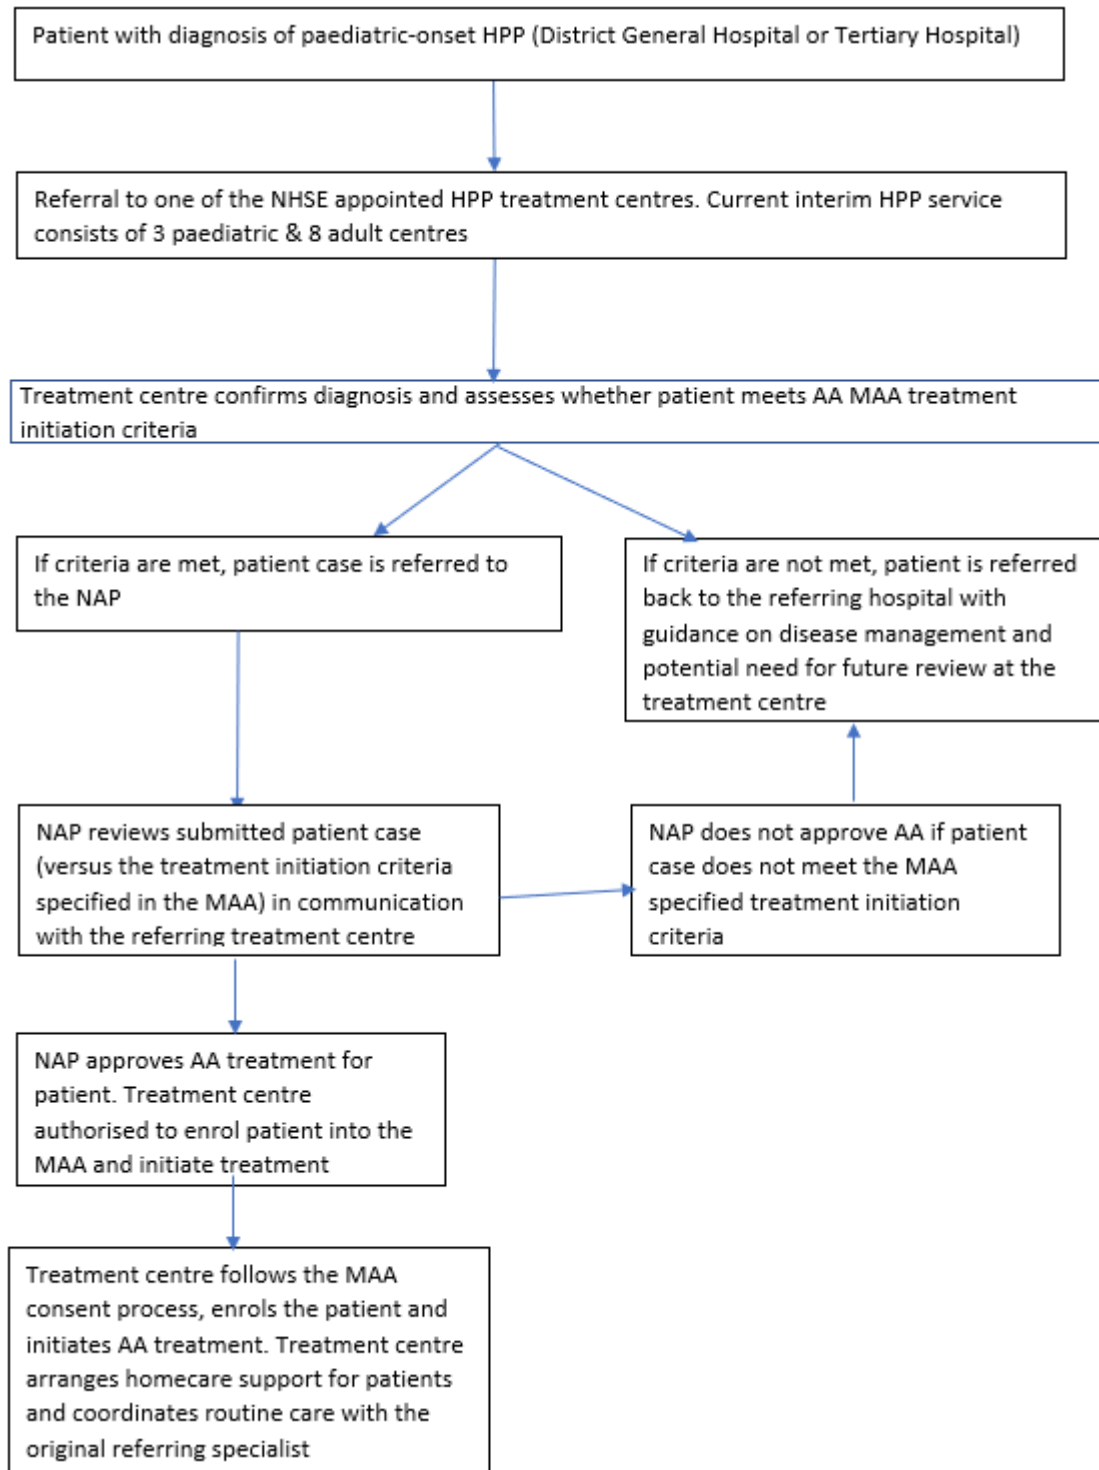 Patient with diagnosis of paediatric-onset HPP (District General Hospital or Tertiary Hospital)
Referral to one of the NHSE appointed HPP treatment centres. Current interim HPP service
consists of 3 paediatric & 8 adult centres
Treatment centre confirms diagnosis and assesses whether patient meets AA MAA treatment
initiation criteria
If criteria are met, patient case is referred to
the NAP
If criteria are not met, patient is referred
back to the referring hospital with
guidance on disease management and
potential need for future review at the
treatment centre
NAP reviews submitted patient case
(versus the treatment initiation criteria
specified in the MAA) in communication
with the referring treatment centre
NAP does not approve AA if patient
case does not meet the MAA
specified treatment initiation
criteria
NAP approves AA treatment for
patient. Treatment centre
authorised to enrol patient into the
MAA and initiate treatment
Treatment centre follows the MAA
consent process, enrols the patient and
initiates AA treatment. Treatment centre
arranges homecare support for patients
and coordinates routine care with the
original referring specialist